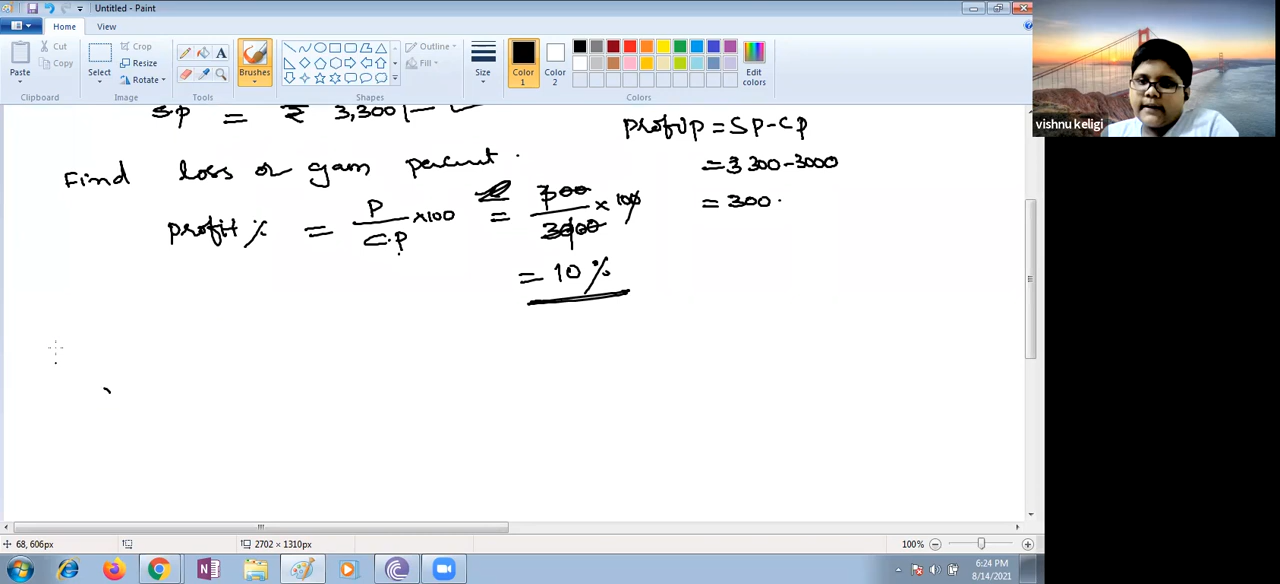 Untitled - Paint
Home View
Paste
Cut
Copy
Clipboard
Select
Crop
Resize
Rotate
Image
Tools
Brushes
Outline
Fill
Shapes
Size
Color 1
Color 2
Edit colors
Colors
vishnu keligi
SP = ₹ 3,300/-
Find loss or gain percent.
profit % = P/C.P ×100 = 300/3000 × 100
= 10%
= SP-CP
= 3300-3000
= 300.
68, 606px
2702 × 1310px
100%
6:24 PM
8/14/2021